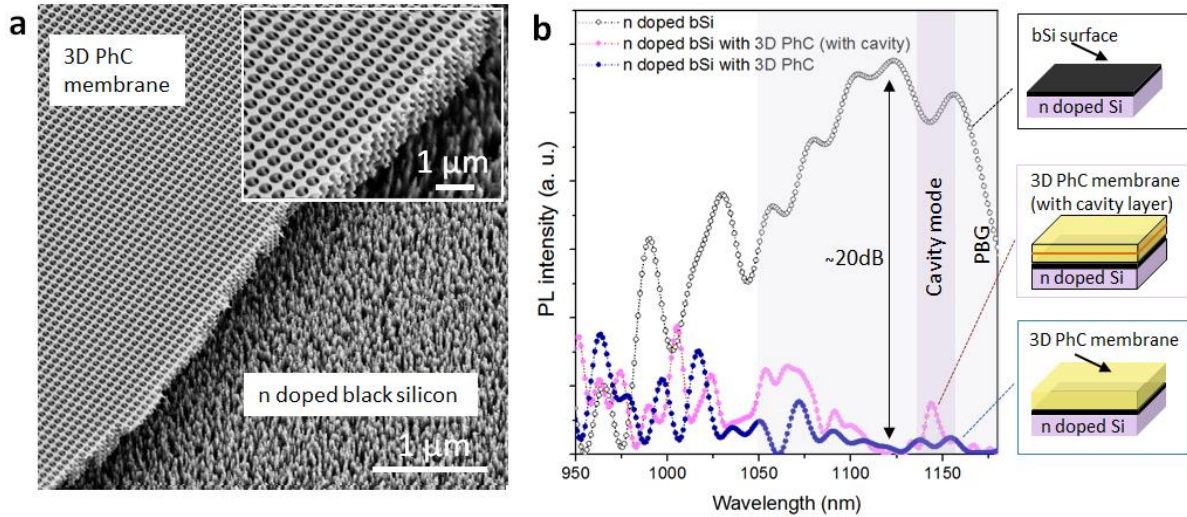 a
3D PhC
membrane
1 μm
n doped black silicon
1 μm
b
n doped bSi
n doped bSi with 3D PhC (with cavity)
n doped bSi with 3D PhC
PL intensity (a. u.)
~20dB
Cavity mode
PBG
950
1000
1050
1100
1150
Wavelength (nm)
bSi surface
n doped Si
3D PhC membrane
(with cavity layer)
n doped Si
3D PhC membrane
n doped Si